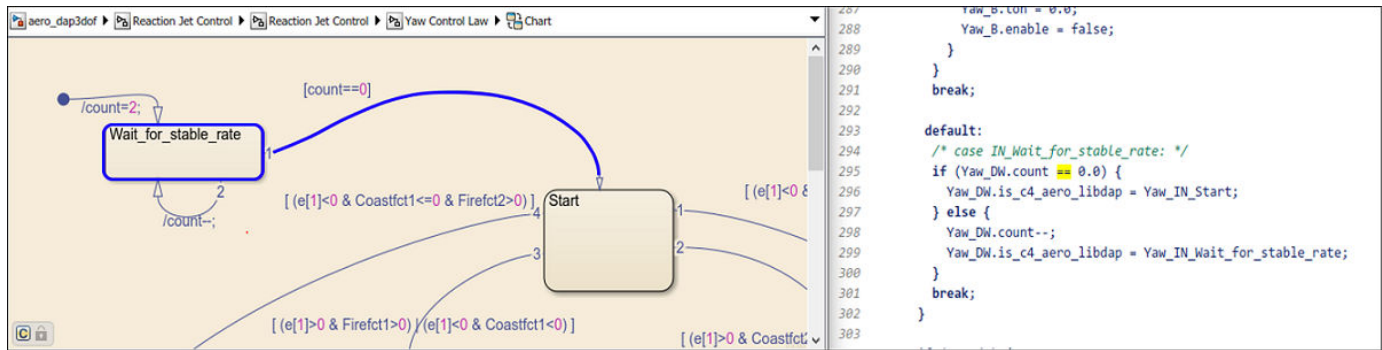 aero_dap3dof ▸ Reaction Jet Control ▸ Reaction Jet Control ▸ Yaw Control Law ▸ Chart
[count==0]
/count=2;
Wait_for_stable_rate
1
2
/count--;
[ (e[1]<0 & Coastfct1<=0 & Firefct2>0) ]
[ (e[1]<0 &
Start
4
1
3
2
[ (e[1]>0 & Firefct1>0) | (e[1]<0 & Coastfct1<0) ]
[ (e[1]>0 & Coastfct2
C
287 Yaw_B.ton = 0.0;
288 Yaw_B.enable = false;
289 }
290 }
291 break;
292
293 default:
294 /* case IN_Wait_for_stable_rate: */
295 if (Yaw_DW.count == 0.0) {
296 Yaw_DW.is_c4_aero_libdap = Yaw_IN_Start;
297 } else {
298 Yaw_DW.count--;
299 Yaw_DW.is_c4_aero_libdap = Yaw_IN_Wait_for_stable_rate;
300 }
301 break;
302 }
303